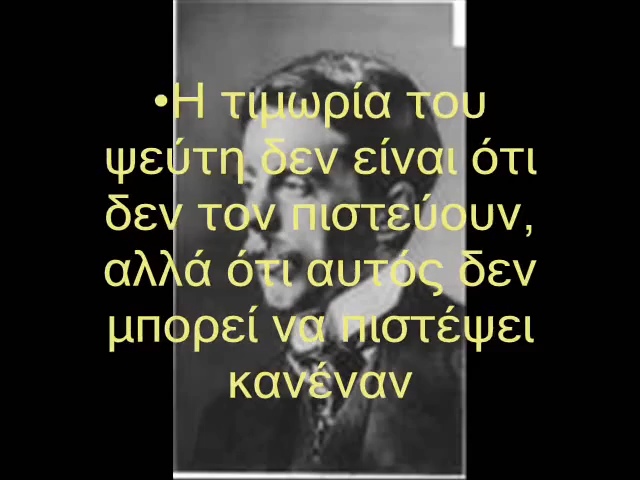 •Η τιμωρία του
ψεύτη δεν είναι ότι
δεν τον πιστεύουν,
αλλά ότι αυτός δεν
μπορεί να πιστέψει
κανέναν